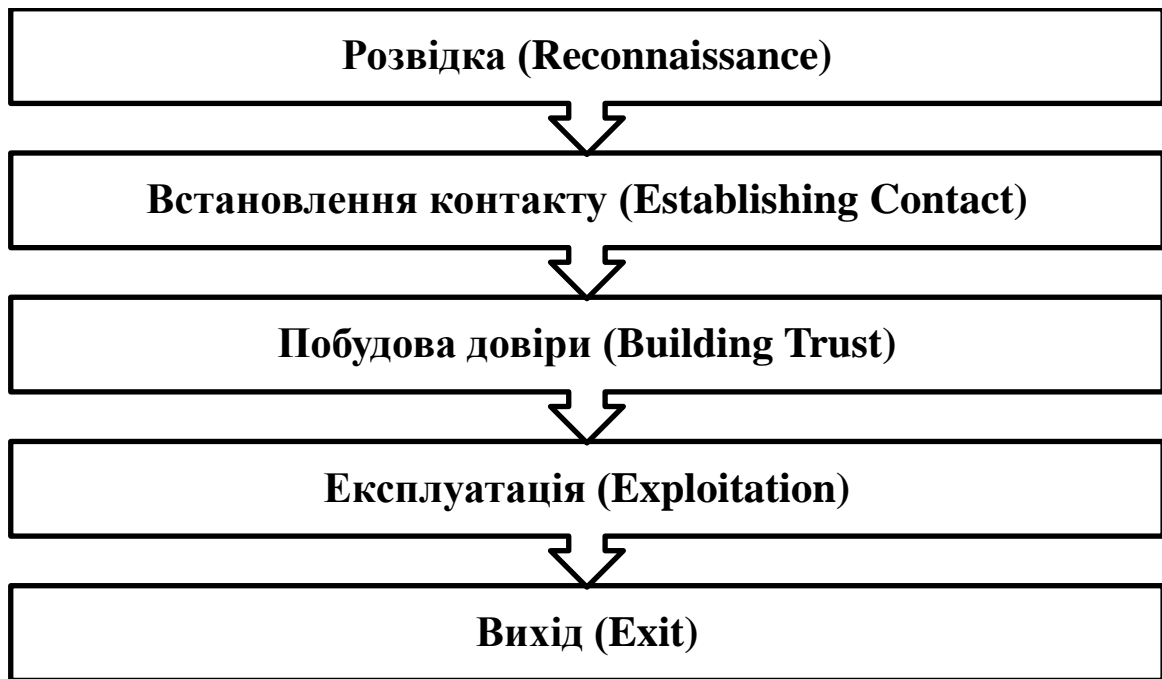 Розвідка (Reconnaissance)
Встановлення контакту (Establishing Contact)
Побудова довіри (Building Trust)
Експлуатація (Exploitation)
Вихід (Exit)